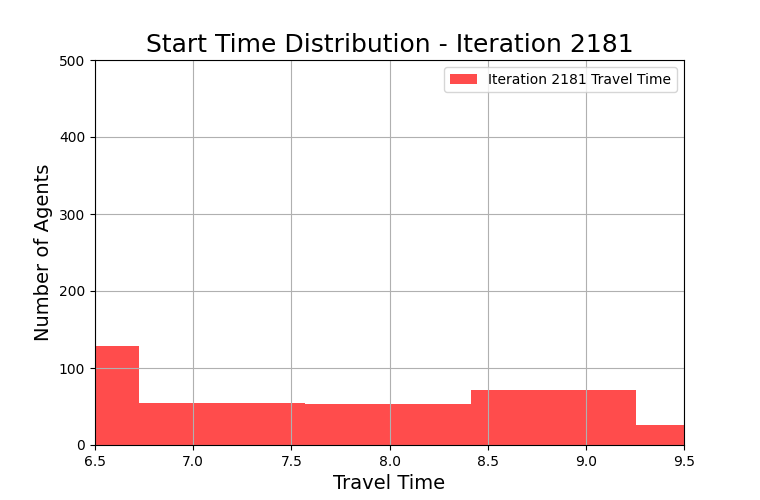 Start Time Distribution - Iteration 2181
Iteration 2181 Travel Time
Number of Agents
500
400
300
200
100
0
6.5 7.0 7.5 8.0 8.5 9.0 9.5
Travel Time